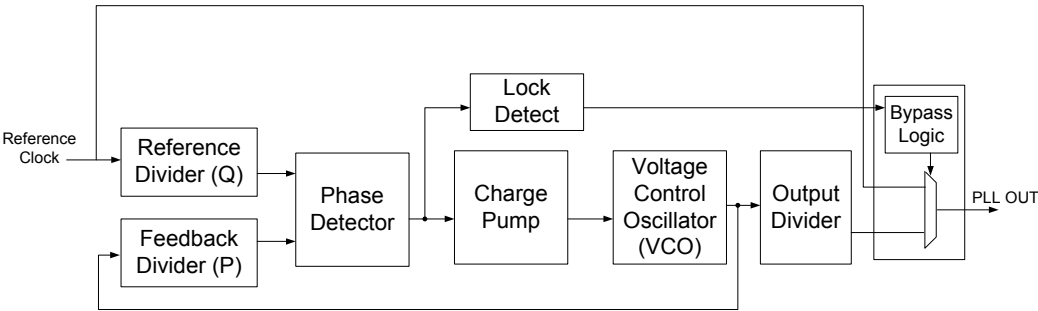 Lock
Detect
Bypass
Logic
Reference
Clock
Reference
Divider (Q)
Phase
Detector
Charge
Pump
Voltage
Control
Oscillator
(VCO)
Output
Divider
PLL OUT
Feedback
Divider (P)